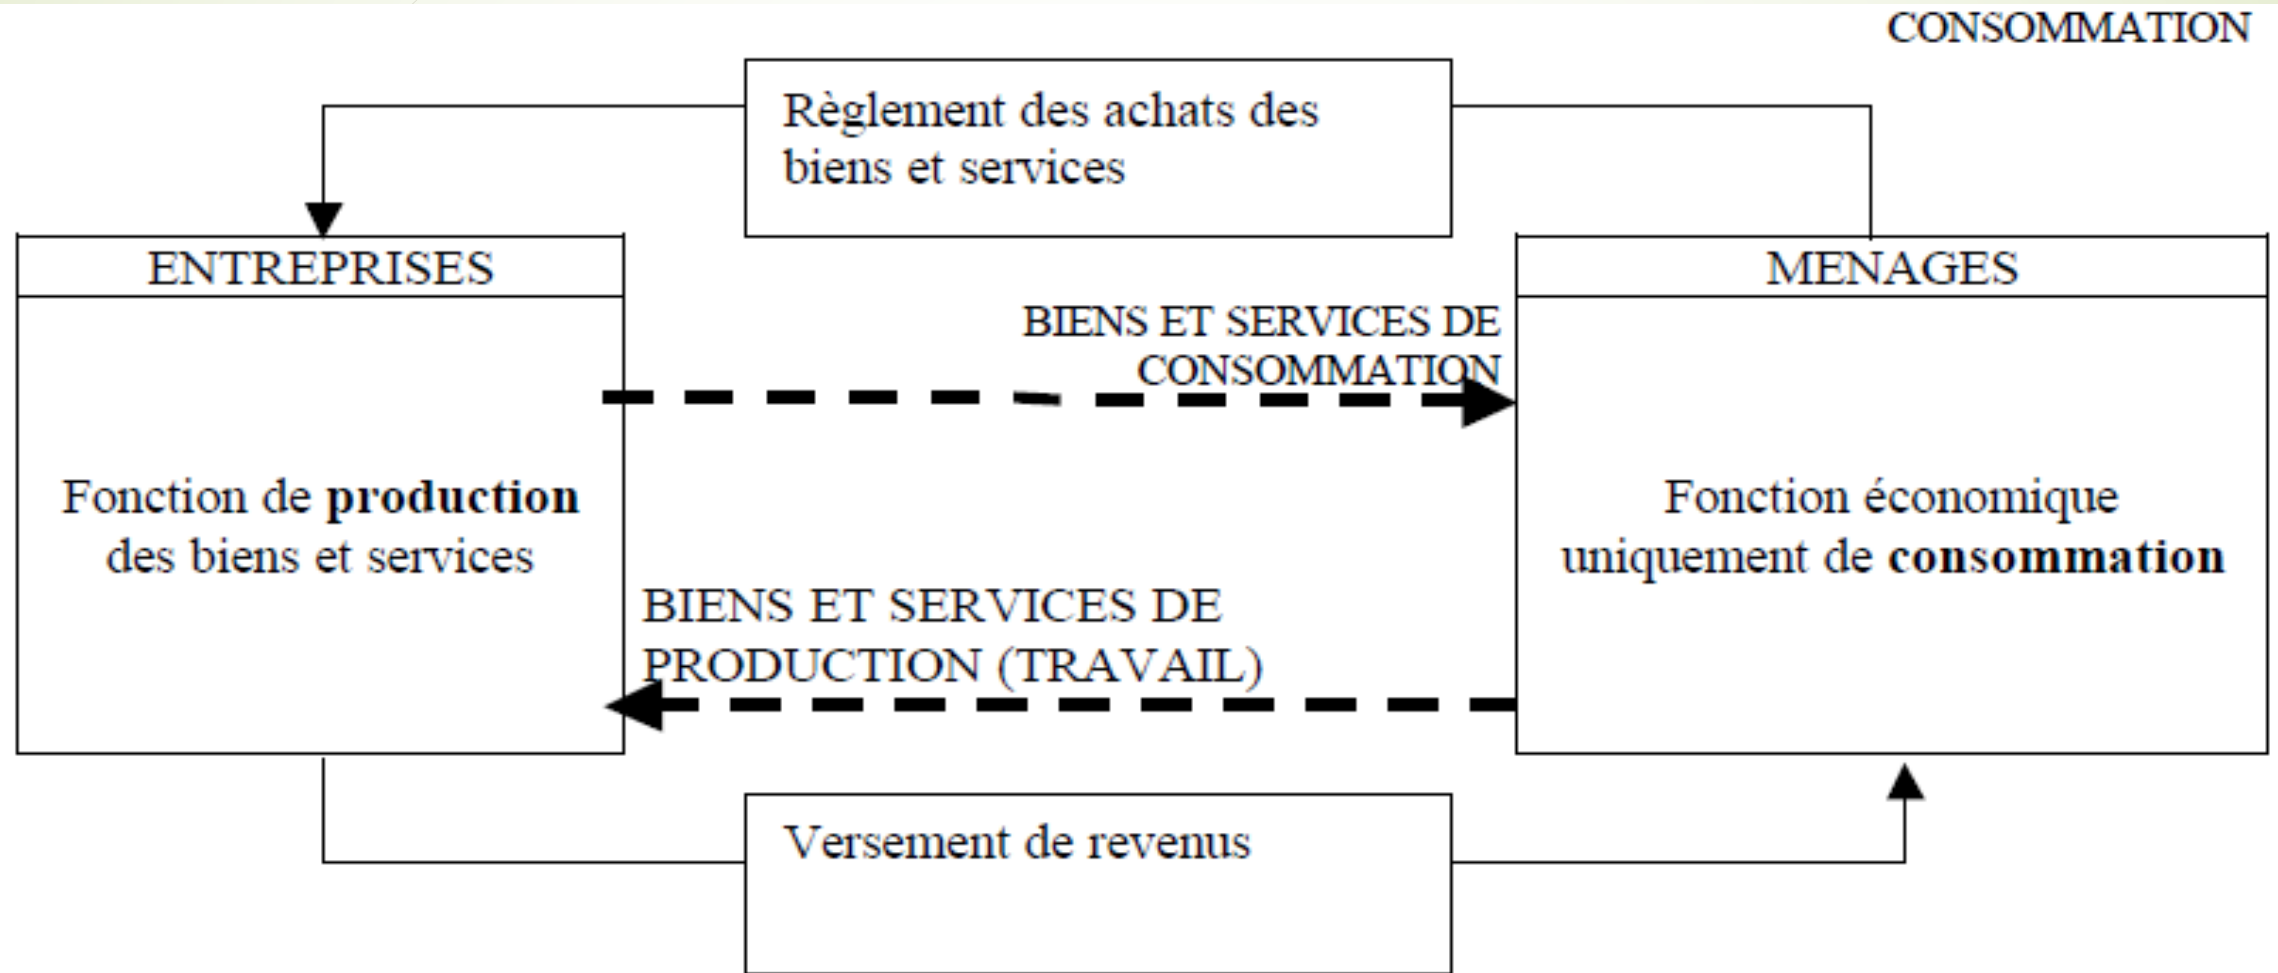 CONSOMMATION
Règlement des achats des
biens et services
ENTREPRISES
MENAGES
BIENS ET SERVICES DE
CONSOMMATION
Fonction de production
des biens et services
Fonction économique
uniquement de consommation
BIENS ET SERVICES DE
PRODUCTION (TRAVAIL)
Versement de revenus